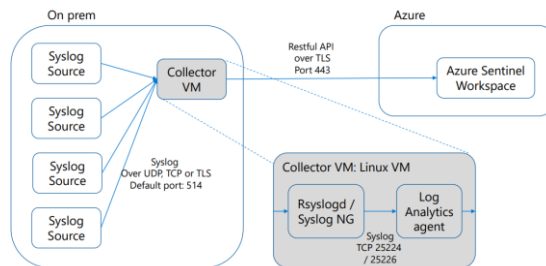 On prem
Azure
Syslog
Source
Syslog
Source
Syslog
Source
Syslog
Source
Collector
VM
Restful API
over TLS
Port 443
Azure Sentinel
Workspace
Syslog
Over UDP, TCP or TLS
Default port: 514
Collector VM: Linux VM
Rsyslogd /
Syslog NG
Log
Analytics
agent
Syslog
TCP 25224
/ 25226